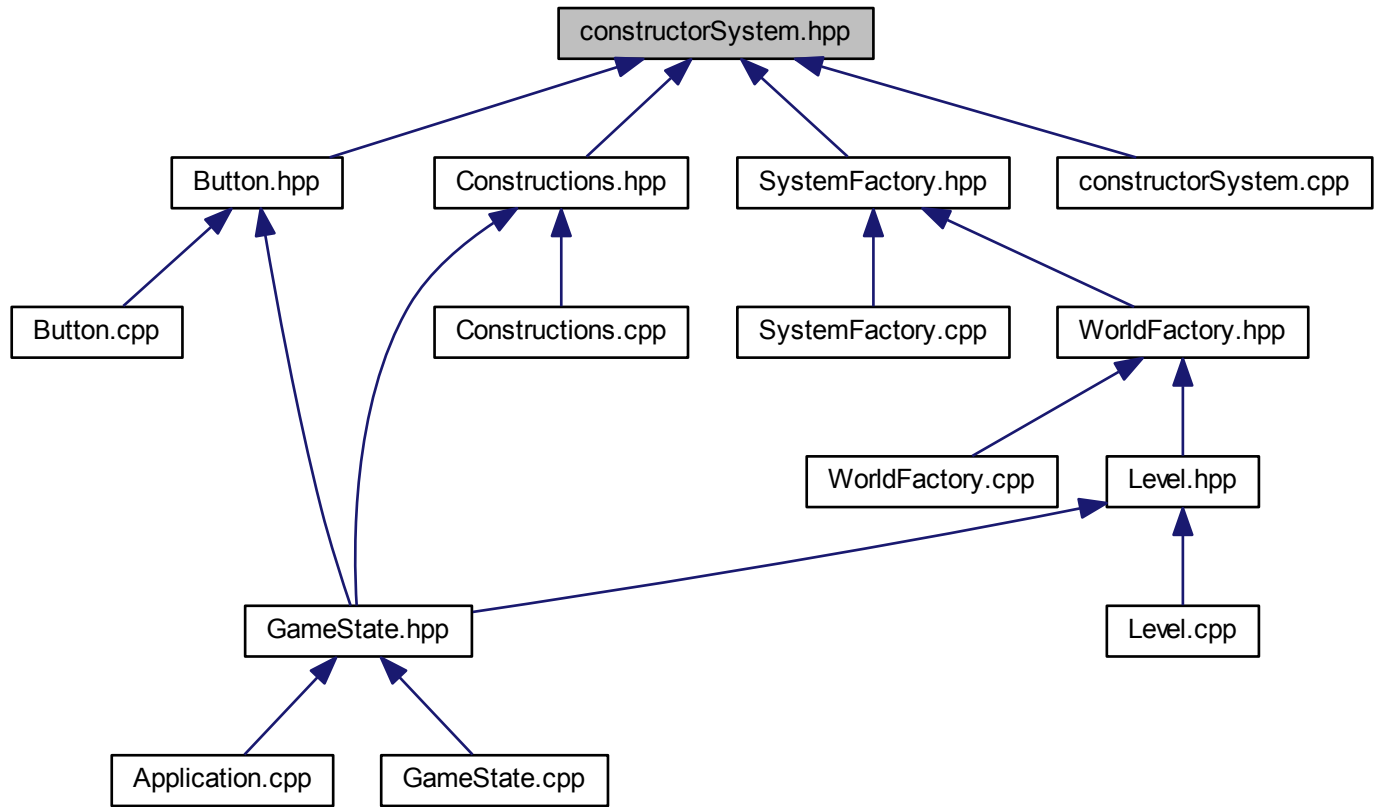 constructorSystem.hpp
Button.hpp
Constructions.hpp
SystemFactory.hpp
constructorSystem.cpp
Button.cpp
Constructions.cpp
SystemFactory.cpp
WorldFactory.hpp
WorldFactory.cpp
Level.hpp
GameState.hpp
Level.cpp
Application.cpp
GameState.cpp